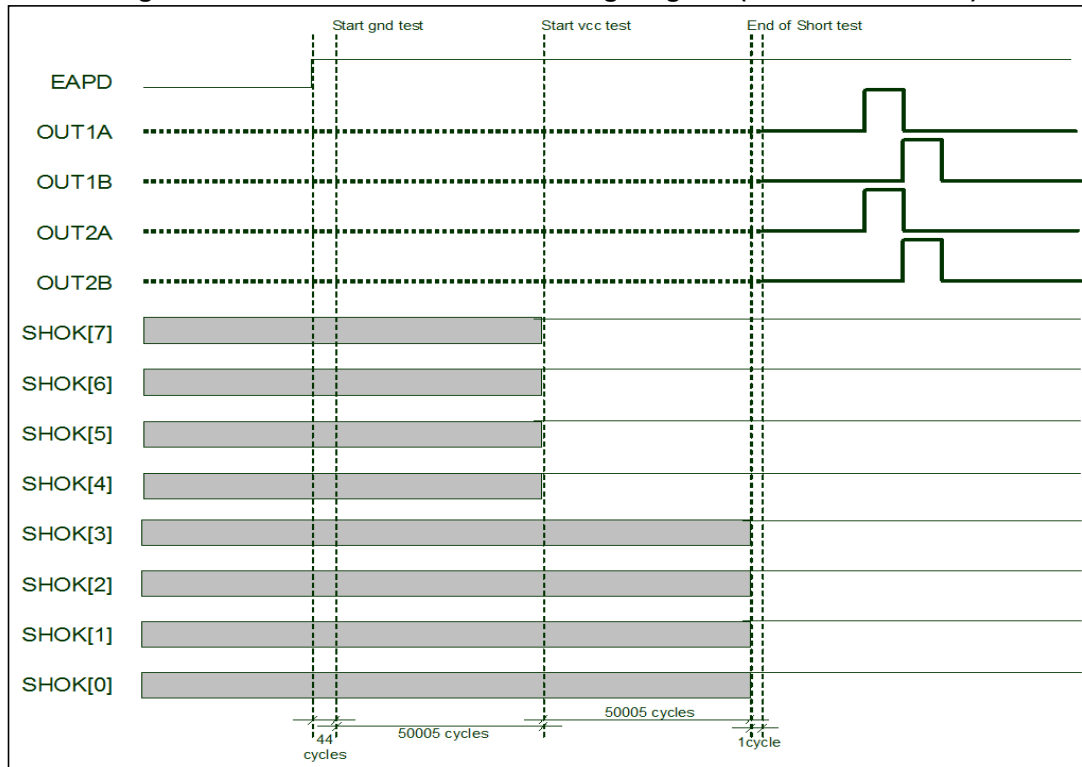 Start gnd test
Start vcc test
End of Short test
EAPD
OUT1A
OUT1B
OUT2A
OUT2B
SHOK[7]
SHOK[6]
SHOK[5]
SHOK[4]
SHOK[3]
SHOK[2]
SHOK[1]
SHOK[0]
44
cycles
50005 cycles
50005 cycles
1cycle